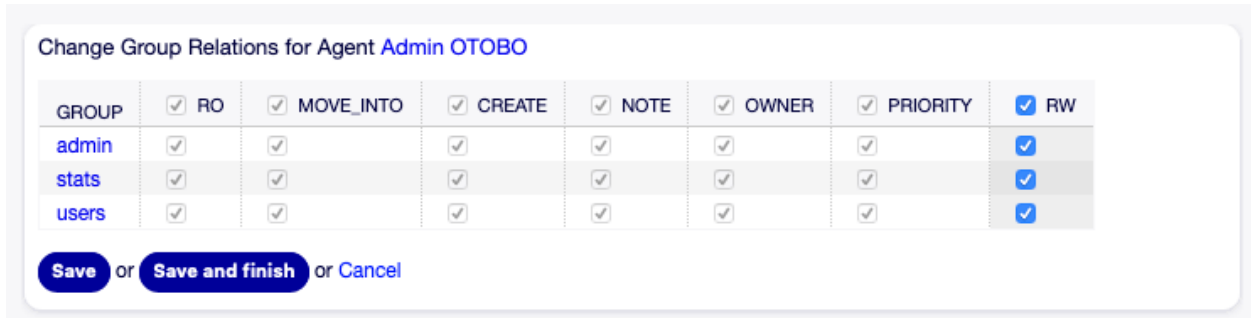 Change Group Relations for Agent Admin OTOBO
GROUP RO MOVE_INTO CREATE NOTE OWNER PRIORITY RW
admin
stats
users
Save or Save and finish or Cancel